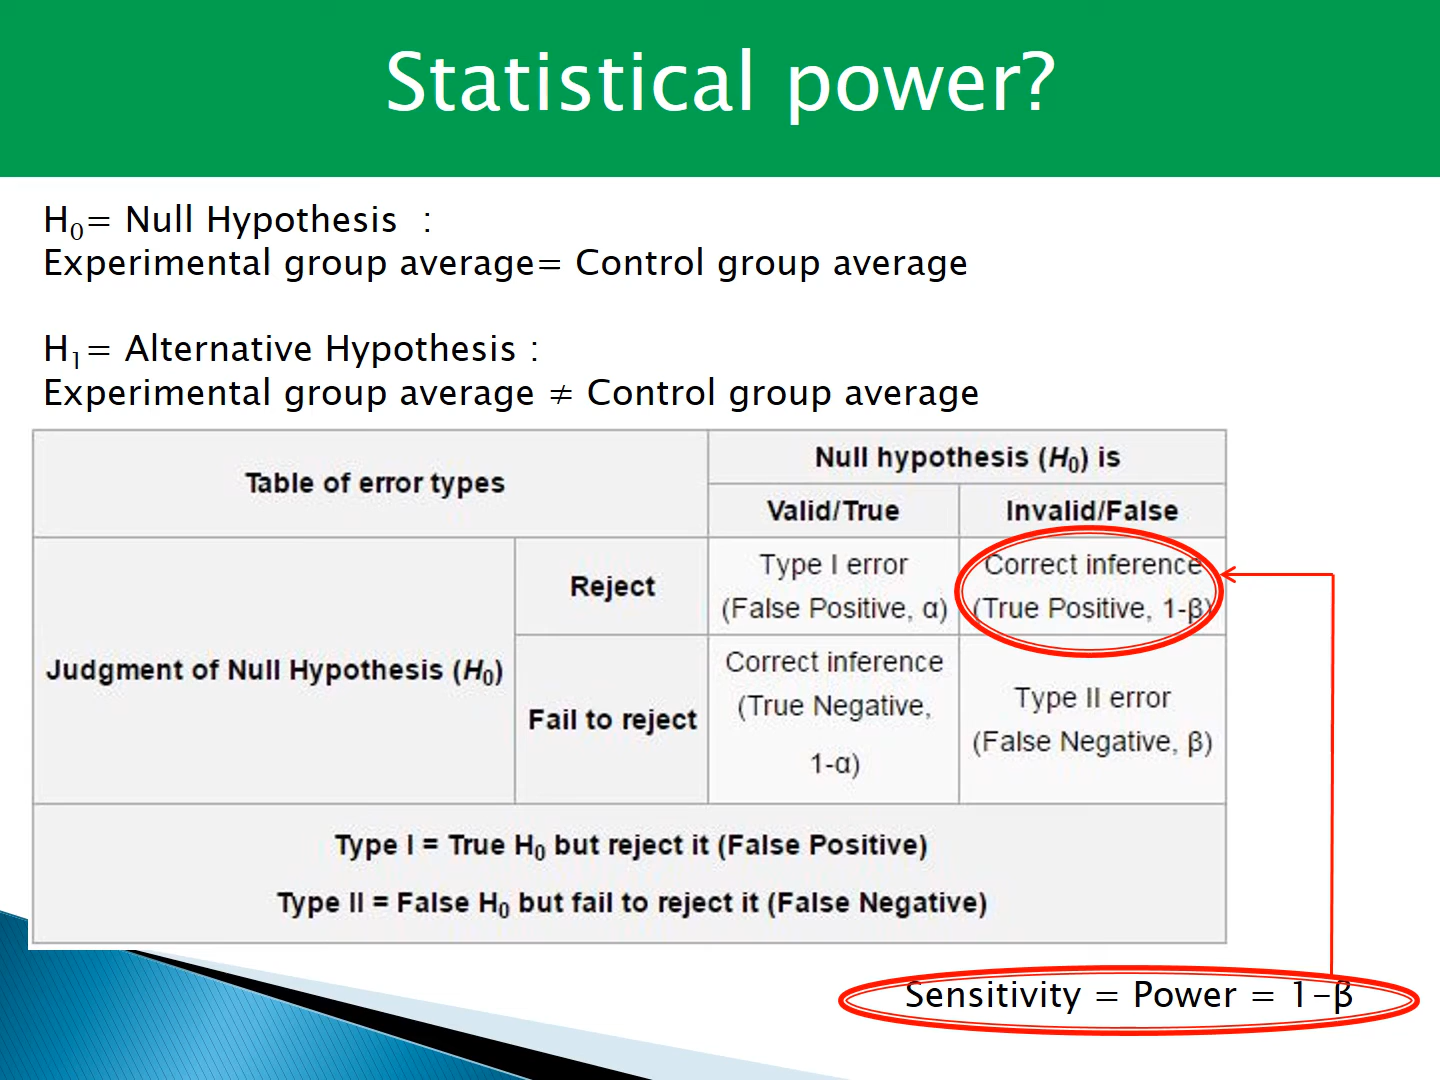 Statistical power?
H₀= Null Hypothesis :
Experimental group average= Control group average
H₁= Alternative Hypothesis :
Experimental group average ≠ Control group average
Table of error types
Null hypothesis (H₀) is
Valid/True
Invalid/False
Judgment of Null Hypothesis (H₀)
Reject
Type I error
(False Positive, α)
Correct inference
(True Positive, 1-β)
Fail to reject
Correct inference
(True Negative,
1-α)
Type II error
(False Negative, β)
Type I = True H₀ but reject it (False Positive)
Type II = False H₀ but fail to reject it (False Negative)
Sensitivity = Power = 1-β